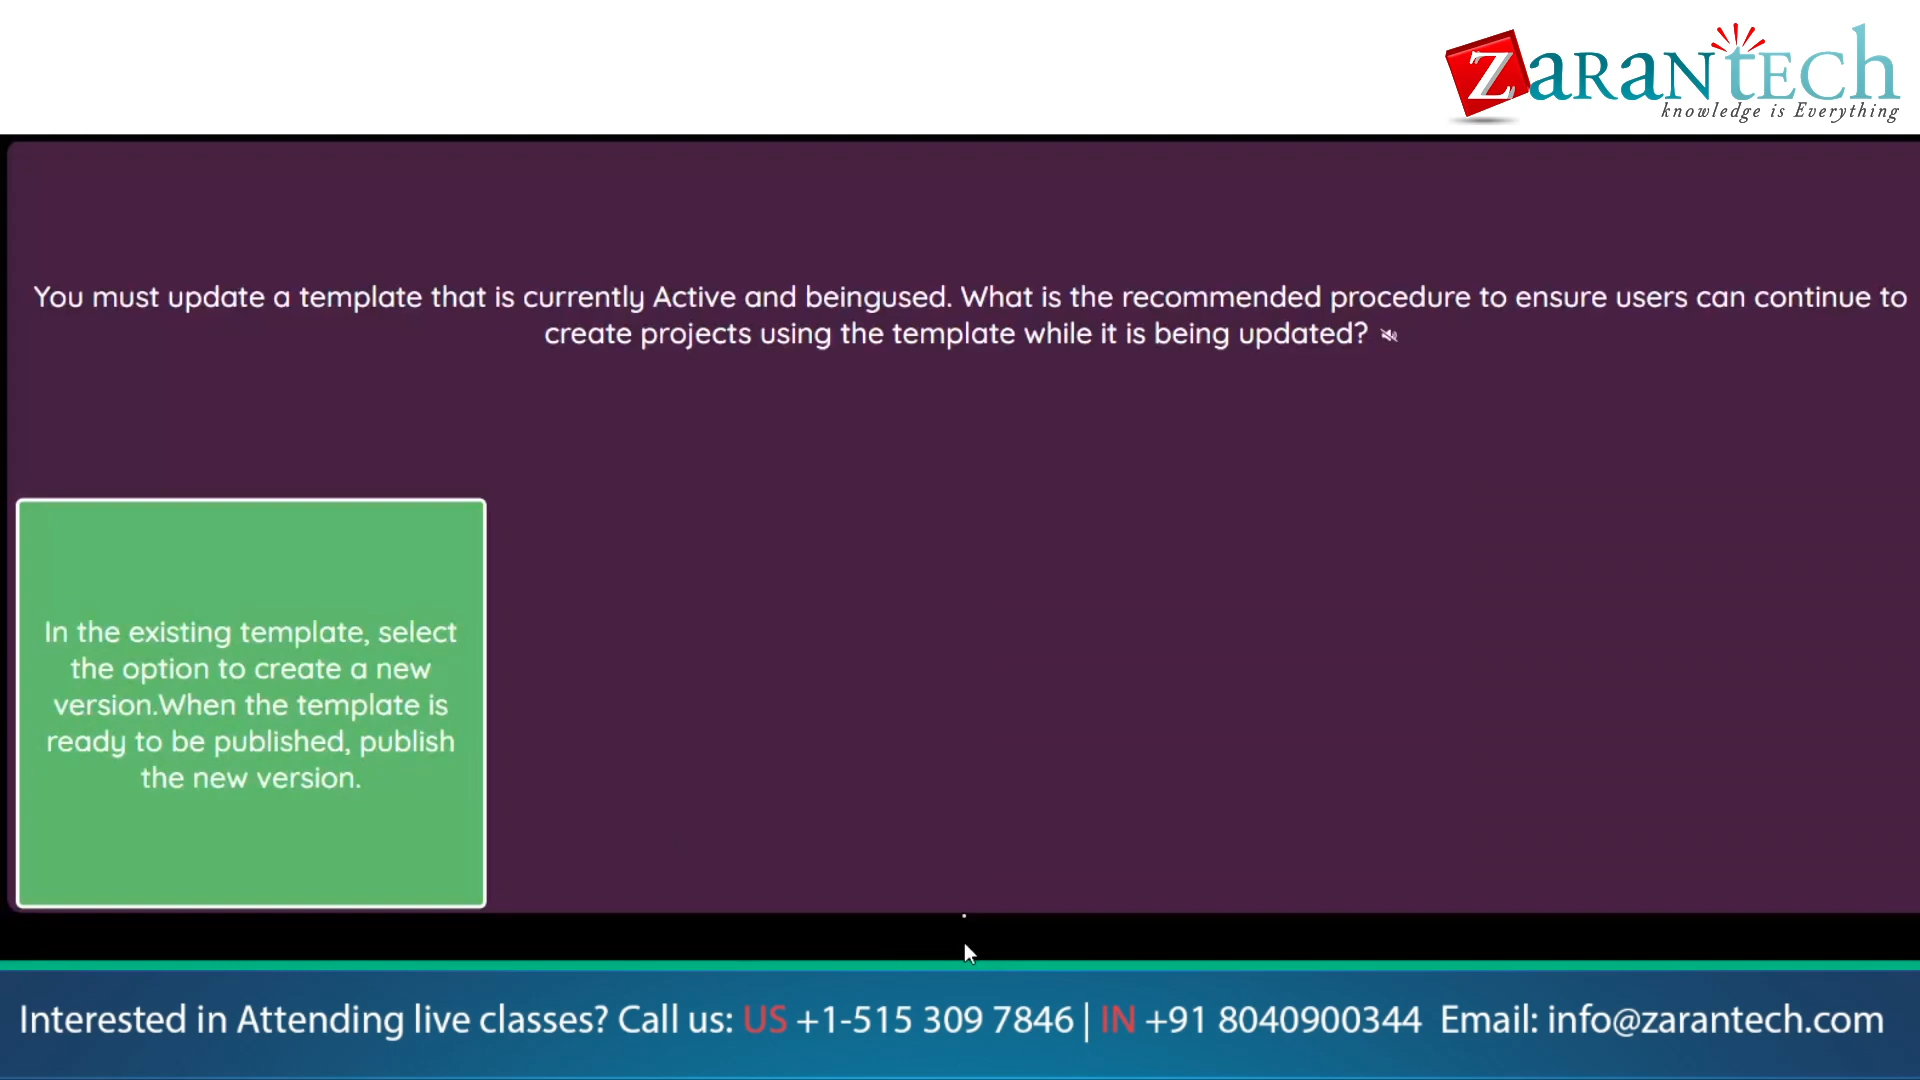 ZaranTech
knowledge is Everything
You must update a template that is currently Active and beingused. What is the recommended procedure to ensure users can continue to
create projects using the template while it is being updated?
In the existing template, select
the option to create a new
version.When the template is
ready to be published, publish
the new version.
Interested in Attending live classes? Call us: US +1-515 309 7846 | IN +91 8040900344 Email: info@zarantech.com